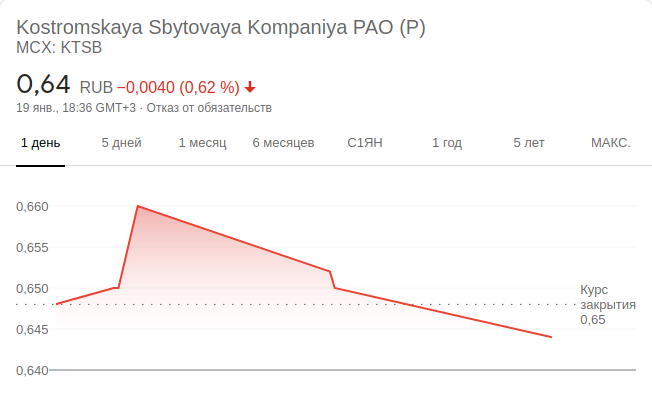 Kostromskaya Sbytovaya Kompaniya PAO (P)
MCX: KTSB
0,64 RUB −0,0040 (0,62 %)
19 янв., 18:36 GMT+3 · Отказ от обязательств
1 день 5 дней 1 месяц 6 месяцев С1ЯН 1 год 5 лет МАКС.
0,660
0,655
0,650
0,645
0,640
Курс
закрытия
0,65